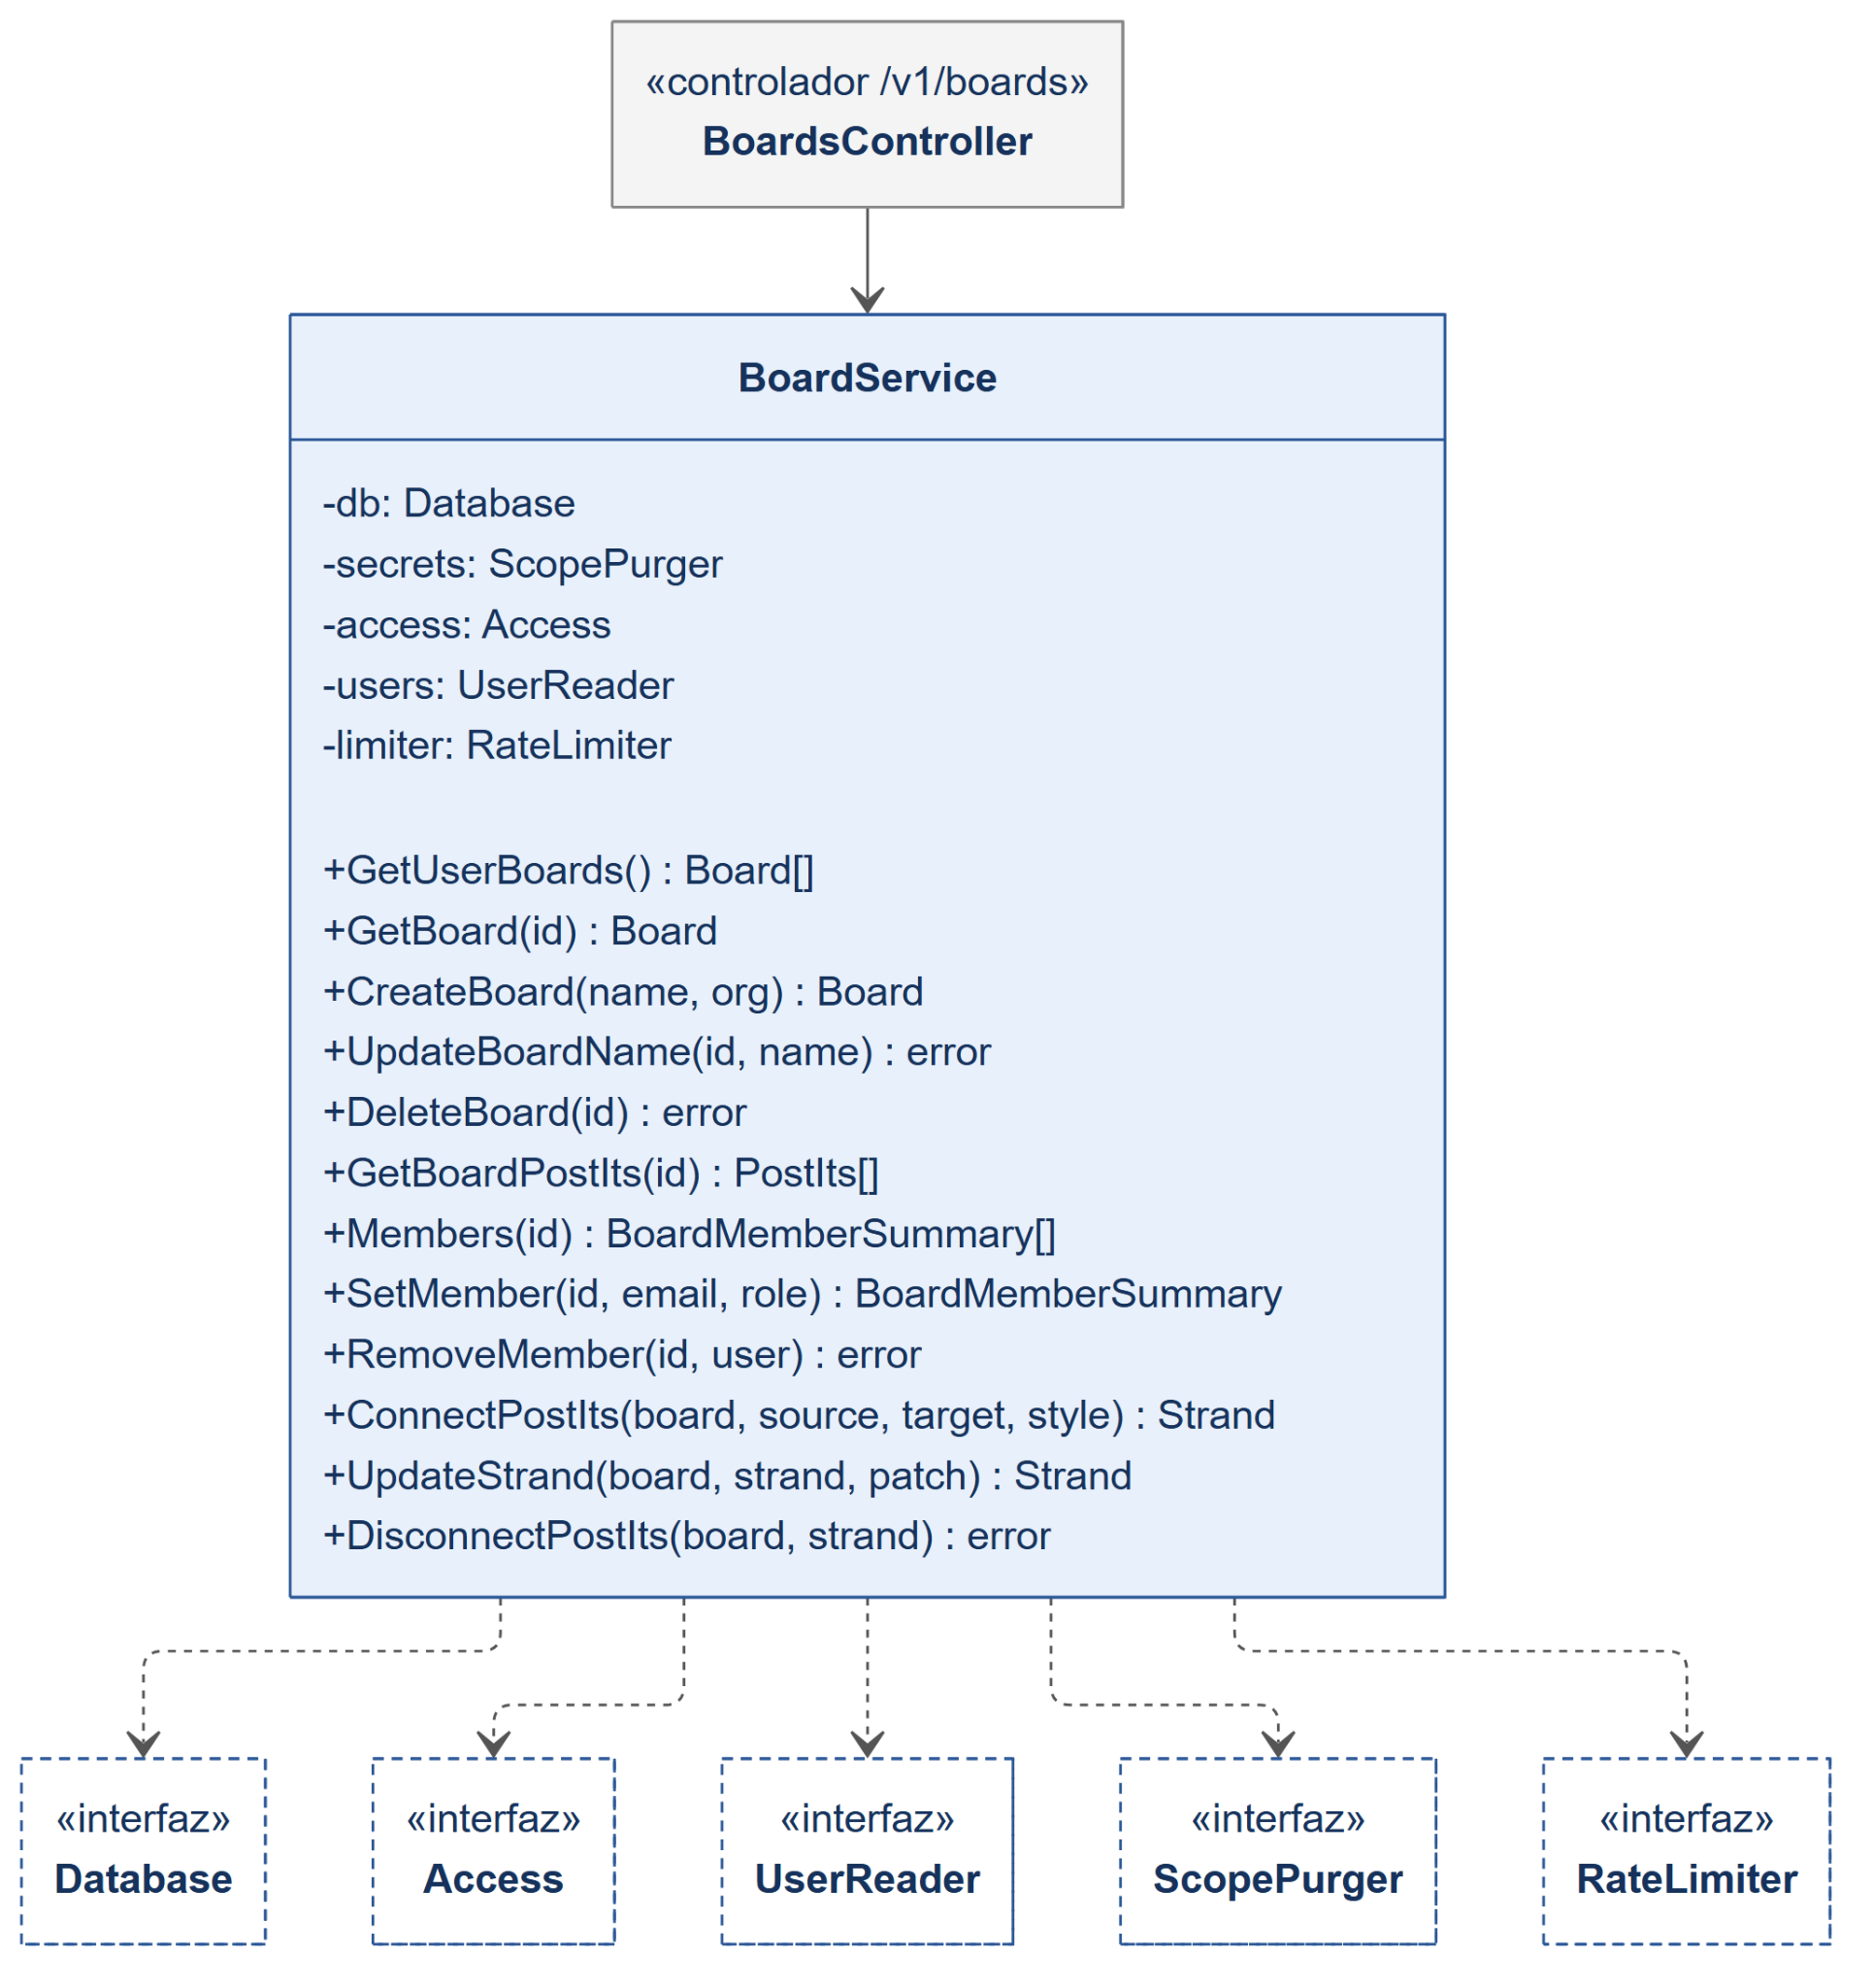 «controlador /v1/boards»
BoardsController
BoardService
-db: Database
-secrets: ScopePurger
-access: Access
-users: UserReader
-limiter: RateLimiter
+GetUserBoards() : Board[]
+GetBoard(id) : Board
+CreateBoard(name, org) : Board
+UpdateBoardName(id, name) : error
+DeleteBoard(id) : error
+GetBoardPostIts(id) : PostIts[]
+Members(id) : BoardMemberSummary[]
+SetMember(id, email, role) : BoardMemberSummary
+RemoveMember(id, user) : error
+ConnectPostIts(board, source, target, style) : Strand
+UpdateStrand(board, strand, patch) : Strand
+DisconnectPostIts(board, strand) : error
«interfaz»
Database
«interfaz»
Access
«interfaz»
UserReader
«interfaz»
ScopePurger
«interfaz»
RateLimiter